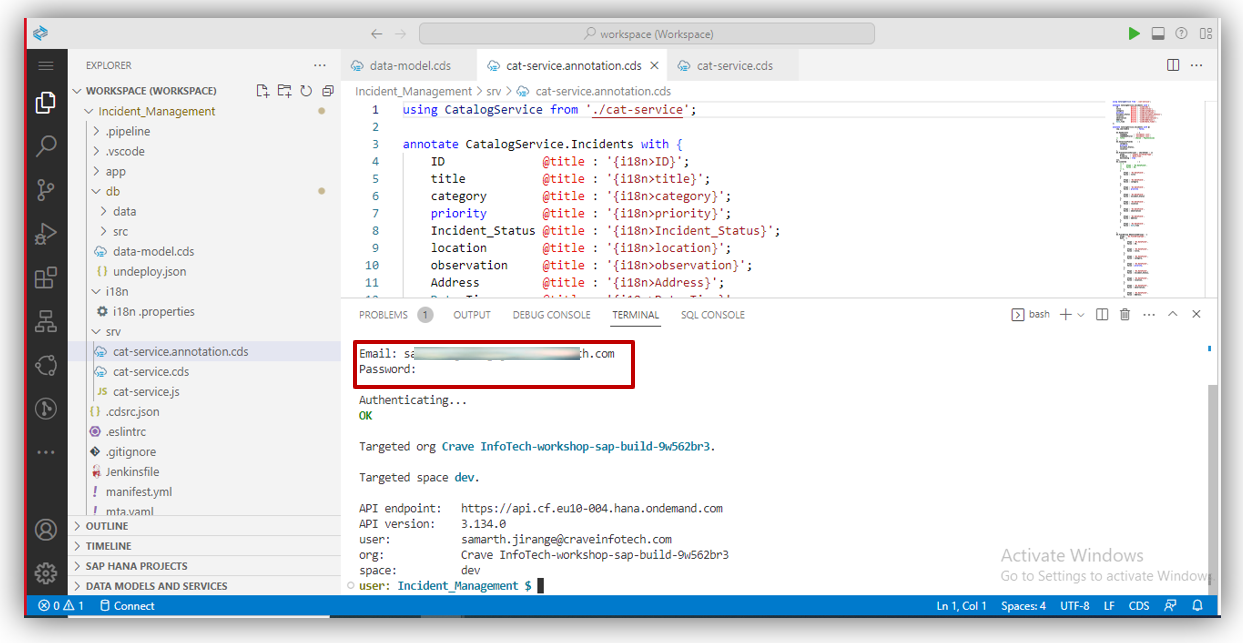 workspace (Workspace)
EXPLORER
data-model.cds
cat-service.annotation.cds
cat-service.cds
WORKSPACE (WORKSPACE)
Incident_Management
.pipeline
.vscode
app
db
data
src
data-model.cds
{} undeploy.json
i18n
i18n .properties
srv
cat-service.annotation.cds
cat-service.cds
JS cat-service.js
{} .cdsrc.json
.eslintrc
.gitignore
Jenkinsfile
! manifest.yml
! mta.yaml
OUTLINE
TIMELINE
SAP HANA PROJECTS
DATA MODELS AND SERVICES
Incident_Management > srv > cat-service.annotation.cds
1 using CatalogService from './cat-service';
2
3 annotate CatalogService.Incidents with {
4 ID @title : '{i18n>ID}';
5 title @title : '{i18n>title}';
6 category @title : '{i18n>category}';
7 priority @title : '{i18n>priority}';
8 Incident_Status @title : '{i18n>Incident_Status}';
9 location @title : '{i18n>location}';
10 observation @title : '{i18n>observation}';
11 Address @title : '{i18n>Address}';
PROBLEMS 1 OUTPUT DEBUG CONSOLE TERMINAL SQL CONSOLE
bash
Email: sa h.com
Password:
Authenticating...
OK
Targeted org Crave InfoTech-workshop-sap-build-9w562br3.
Targeted space dev.
API endpoint: https://api.cf.eu10-004.hana.ondemand.com
API version: 3.134.0
user: samarth.jirange@craveinfotech.com
org: Crave InfoTech-workshop-sap-build-9w562br3
space: dev
user: Incident_Management $
Activate Windows
Go to Settings to activate Windows.
0 1 Connect
Ln 1, Col 1 Spaces: 4 UTF-8 LF CDS